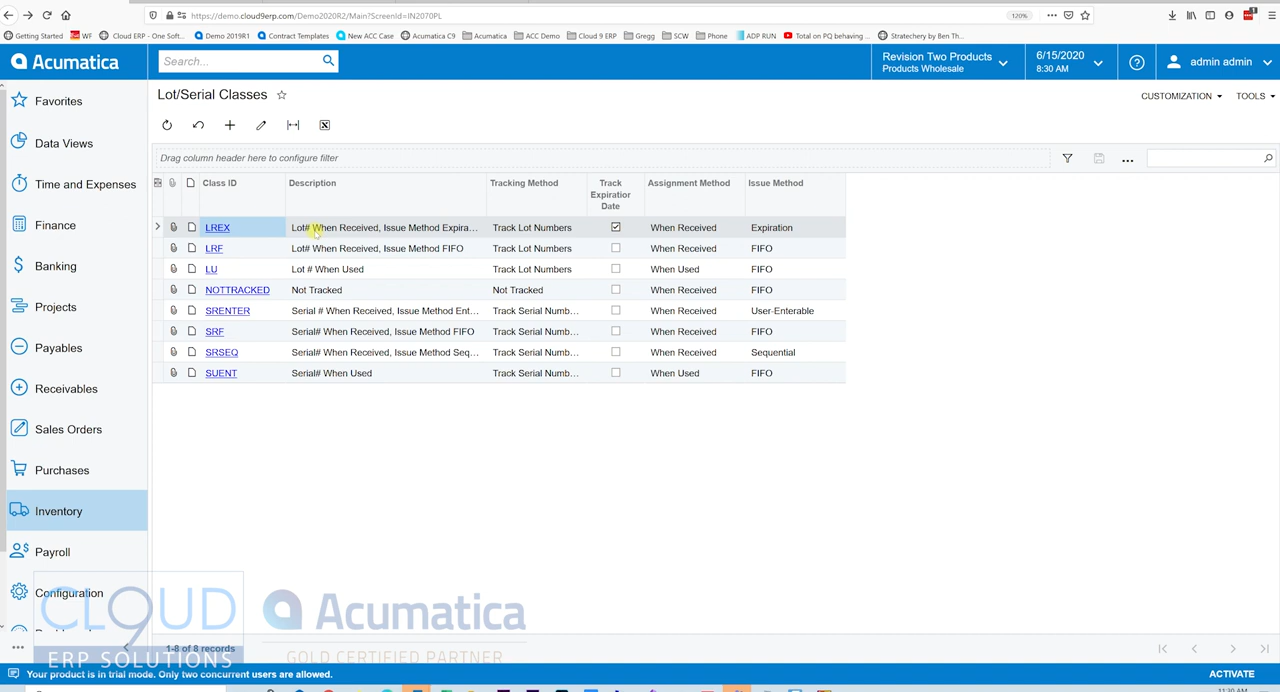 https://demo.cloud9erp.com/Demo2020R2/Main?ScreenId=IN2070PL
120%
Getting Started WF Cloud ERP - One Soft... Demo 2019R1 Contract Templates New ACC Case Acumatica C9 Acumatica ACC Demo Cloud 9 ERP Gregg SCW Phone ADP RUN Total on PQ behaving ... Stratechery by Ben Th...
Acumatica
Search...
Revision Two Products
Products Wholesale
6/15/2020
8:30 AM
admin admin
Lot/Serial Classes
CUSTOMIZATION TOOLS
Favorites
Data Views
Time and Expenses
Finance
Banking
Projects
Payables
Receivables
Sales Orders
Purchases
Inventory
Payroll
Configuration
Drag column header here to configure filter
Class ID Description Tracking Method Track Expiration Date Assignment Method Issue Method
LREX Lot# When Received, Issue Method Expira... Track Lot Numbers When Received Expiration
LRF Lot# When Received, Issue Method FIFO Track Lot Numbers When Received FIFO
LU Lot # When Used Track Lot Numbers When Used FIFO
NOTTRACKED Not Tracked Not Tracked When Received FIFO
SRENTER Serial # When Received, Issue Method Ent... Track Serial Numb... When Received User-Enterable
SRF Serial# When Received, Issue Method FIFO Track Serial Numb... When Received FIFO
SRSEQ Serial# When Received, Issue Method Seq... Track Serial Numb... When Received Sequential
SUENT Serial# When Used Track Serial Numb... When Used FIFO
CLOUD
ERP SOLUTIONS
Acumatica
GOLD CERTIFIED PARTNER
1-8 of 8 records
Your product is in trial mode. Only two concurrent users are allowed.
ACTIVATE
11:30 AM